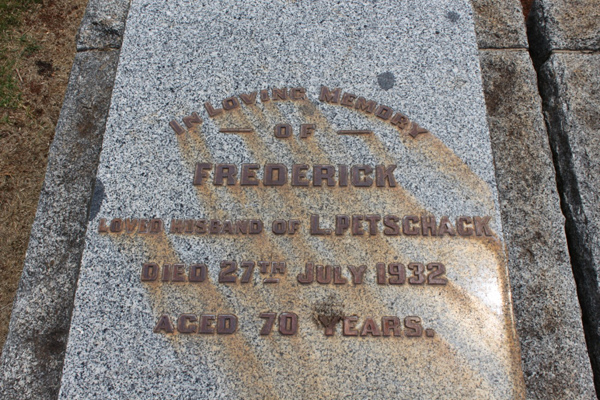 In Loving Memory
OF
FREDERICK
LOVED HUSBAND OF L.PETSCHACK
DIED 27TH JULY 1932
AGED 70 YEARS.